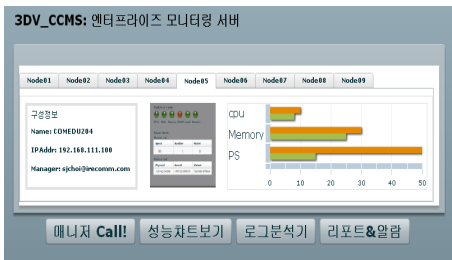 3DV_CCMS: 엔터프라이즈 모니터링 서버
Node01 Node02 Node03 Node04 Node05 Node06 Node07 Node08 Node09
구성정보
Name: COMEDU204
IPAddr: 192.168.111.100
Manager: sjchoi@irecomm.com
cpu
Memory
PS
0 10 20 30 40 50
매니저 Call! 성능챠트보기 로그분석기 리포트&알람